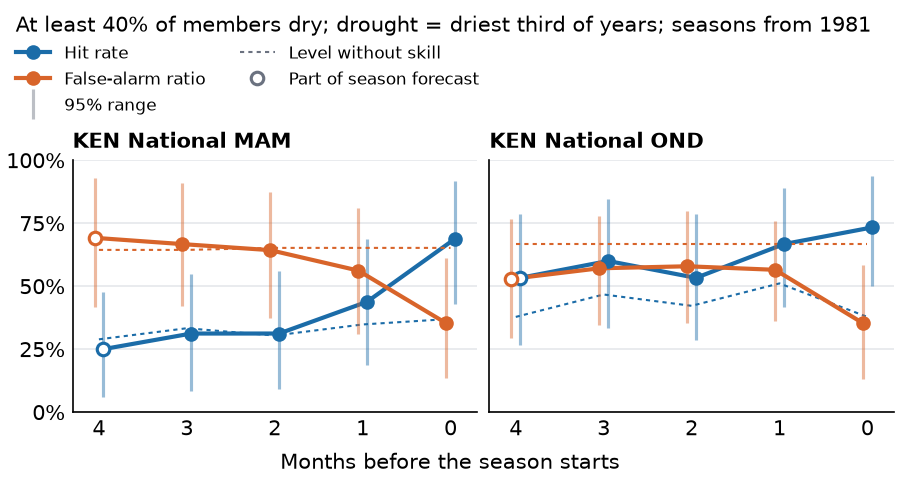 At least 40% of members dry; drought = driest third of years; seasons from 1981
Hit rate
False-alarm ratio
95% range
Level without skill
Part of season forecast
KEN National MAM
KEN National OND
100%
75%
50%
25%
0%
4 3 2 1 0
4 3 2 1 0
Months before the season starts